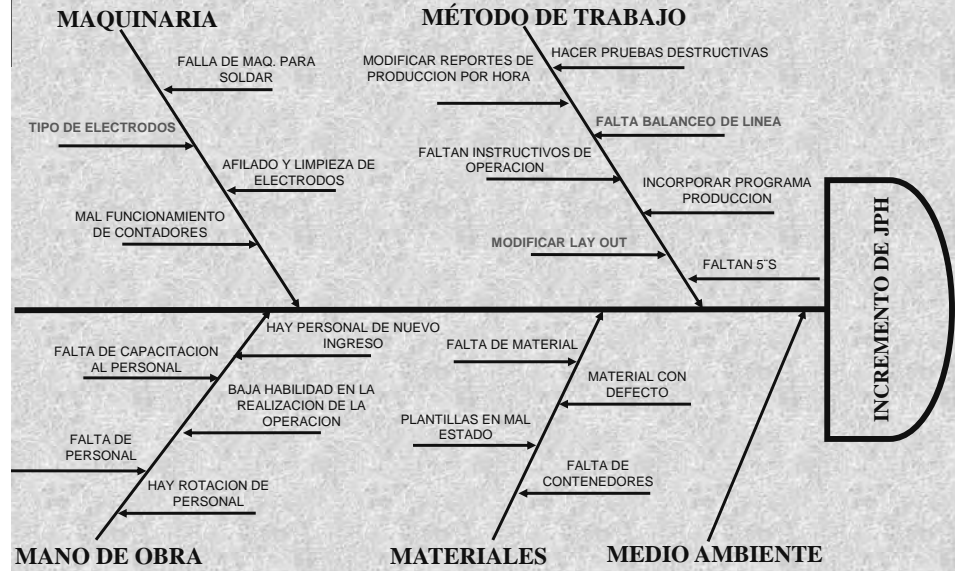 MAQUINARIA
FALLA DE MAQ. PARA
SOLDAR
TIPO DE ELECTRODOS
AFILADO Y LIMPIEZA DE
ELECTRODOS
MAL FUNCIONAMIENTO
DE CONTADORES
MÉTODO DE TRABAJO
HACER PRUEBAS DESTRUCTIVAS
MODIFICAR REPORTES DE
PRODUCCION POR HORA
FALTA BALANCEO DE LINEA
FALTAN INSTRUCTIVOS DE
OPERACION
INCORPORAR PROGRAMA
PRODUCCION
MODIFICAR LAY OUT
FALTAN 5¨S
INCREMENTO DE JPH
HAY PERSONAL DE NUEVO
INGRESO
FALTA DE CAPACITACION
AL PERSONAL
BAJA HABILIDAD EN LA
REALIZACION DE LA
OPERACION
FALTA DE
PERSONAL
HAY ROTACION DE
PERSONAL
MANO DE OBRA
FALTA DE MATERIAL
MATERIAL CON
DEFECTO
PLANTILLAS EN MAL
ESTADO
FALTA DE
CONTENEDORES
MATERIALES
MEDIO AMBIENTE